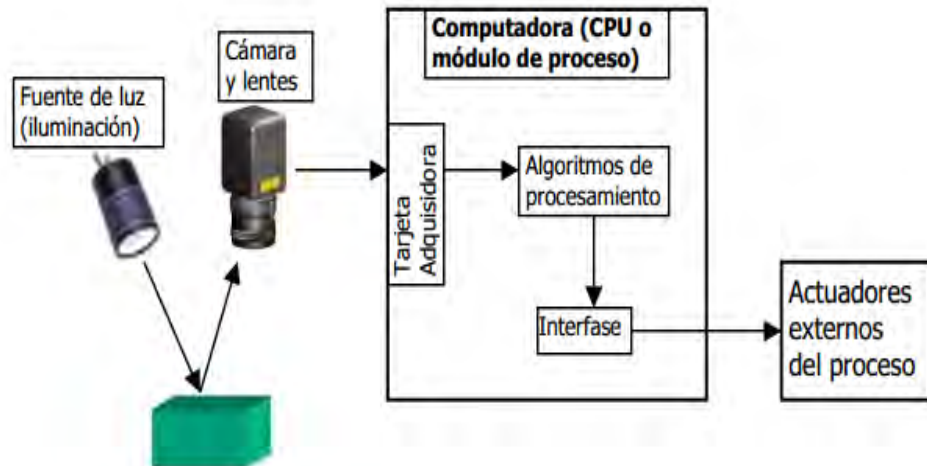 Fuente de luz
(iluminación)
Cámara
y lentes
Computadora (CPU o
módulo de proceso)
Tarjeta
Adquisidora
Algoritmos de
procesamiento
Interfase
Actuadores
externos
del proceso